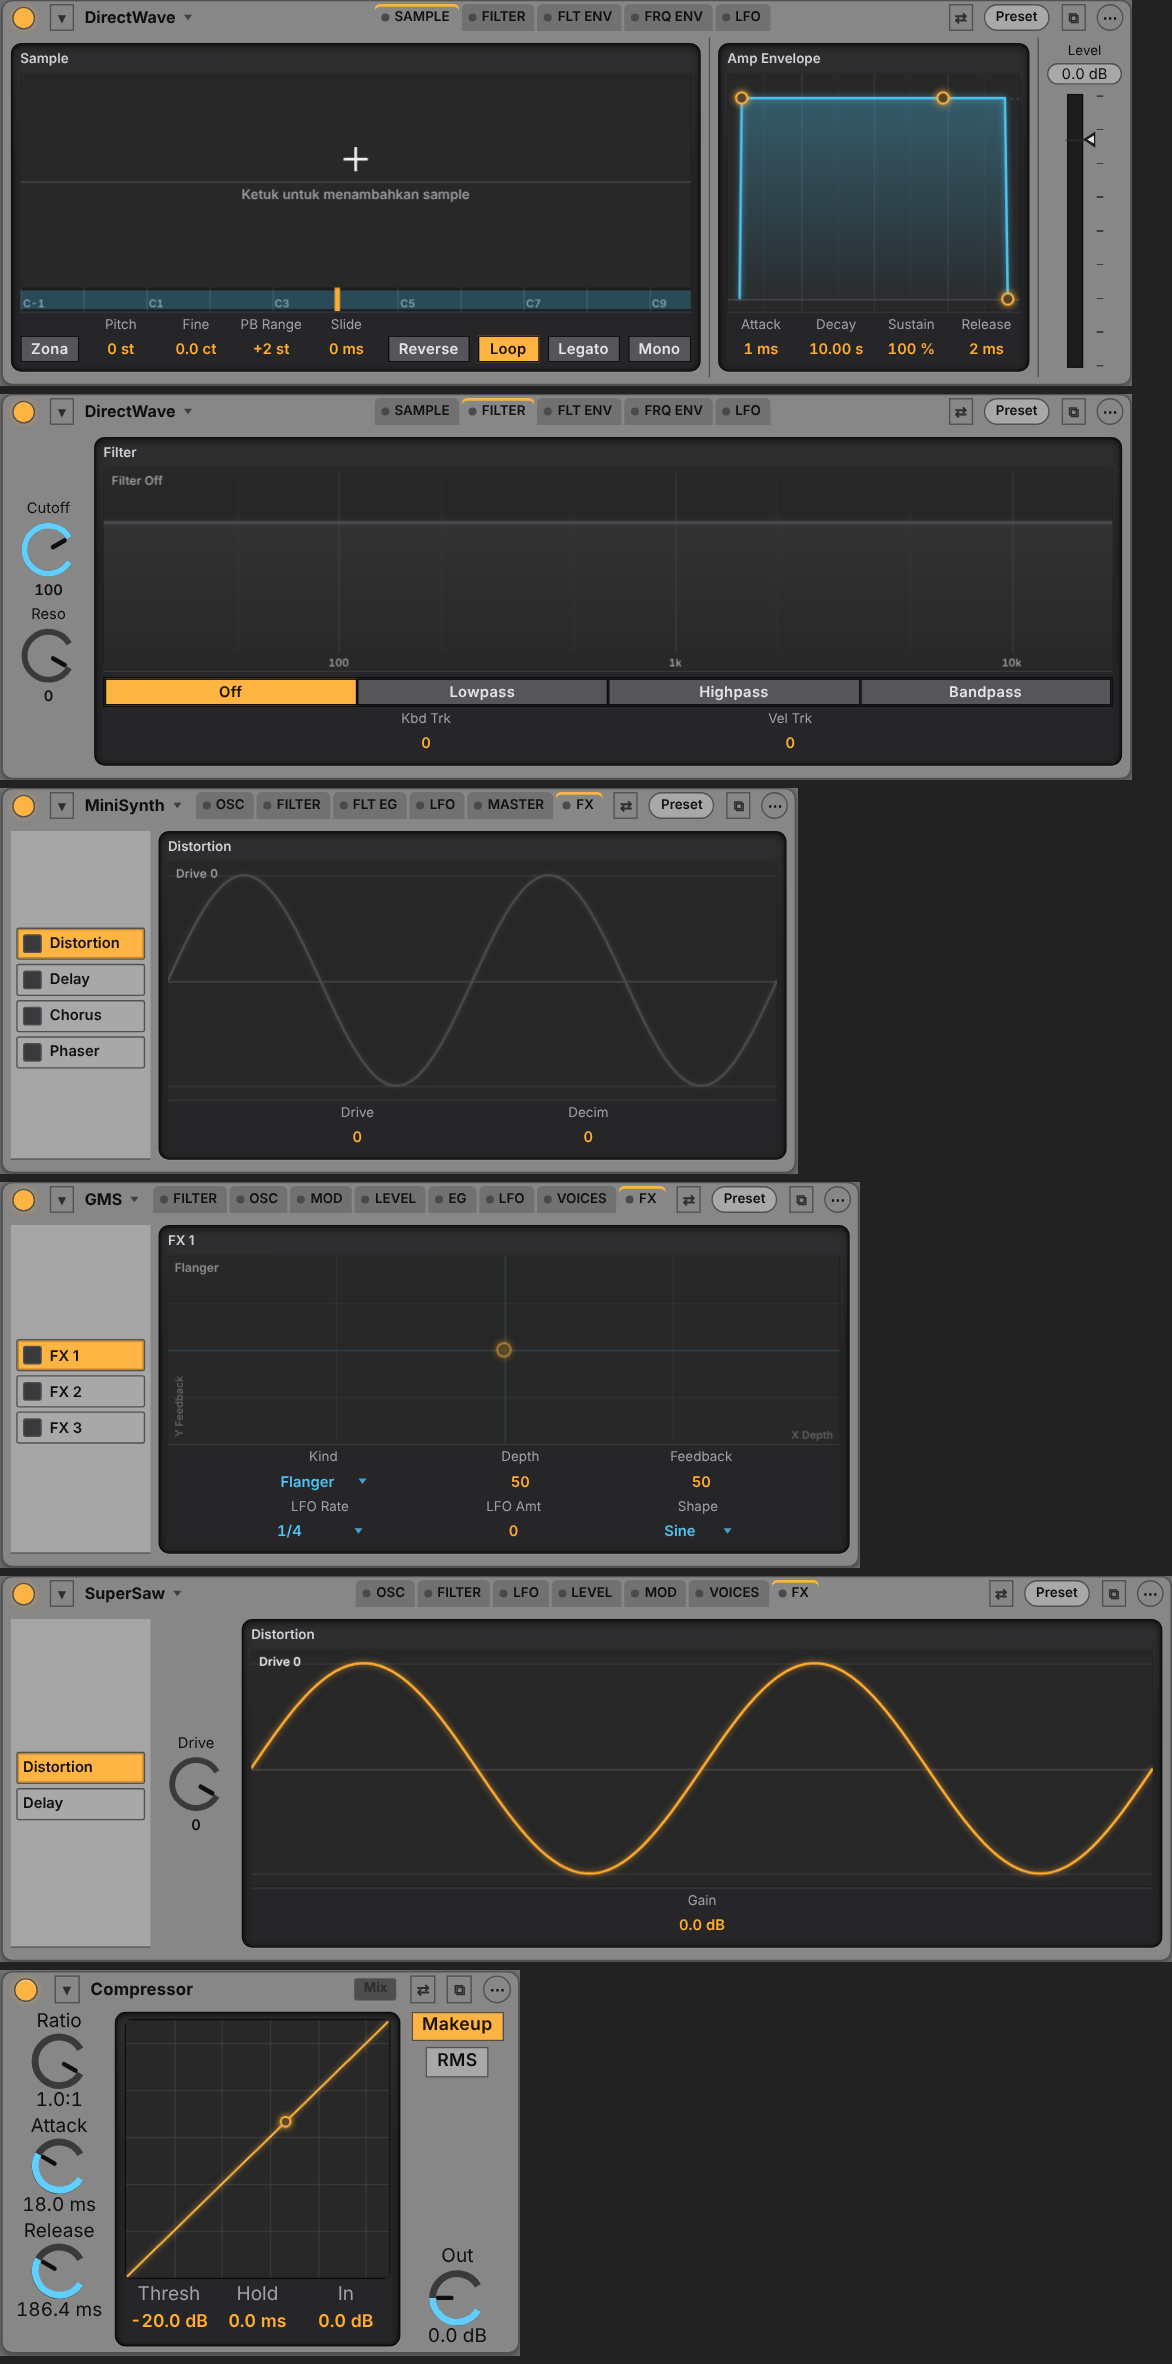 DirectWave SAMPLE FILTER FLT ENV FRQ ENV LFO Preset
Sample
Amp Envelope
Level
0.0 dB
Ketuk untuk menambahkan sample
C-1 C1 C3 C5 C7 C9
Pitch Fine PB Range Slide
Zona 0 st 0.0 ct +2 st 0 ms Reverse Loop Legato Mono
Attack Decay Sustain Release
1 ms 10.00 s 100 % 2 ms
DirectWave SAMPLE FILTER FLT ENV FRQ ENV LFO Preset
Filter
Filter Off
Cutoff
100
Reso
0
100 1k 10k
Off Lowpass Highpass Bandpass
Kbd Trk Vel Trk
0 0
MiniSynth OSC FILTER FLT EG LFO MASTER FX Preset
Distortion
Drive 0
Distortion
Delay
Chorus
Phaser
Drive Decim
0 0
GMS FILTER OSC MOD LEVEL EG LFO VOICES FX Preset
FX 1
Flanger
FX 1
FX 2
FX 3
Y Feedback
X Depth
Kind Depth Feedback
Flanger 50 50
LFO Rate LFO Amt Shape
1/4 0 Sine
SuperSaw OSC FILTER LFO LEVEL MOD VOICES FX Preset
Distortion
Drive 0
Distortion
Delay
Drive
0
Gain
0.0 dB
Compressor Mix
Ratio
1.0:1
Attack
18.0 ms
Release
186.4 ms
Thresh Hold In
-20.0 dB 0.0 ms 0.0 dB
Makeup
RMS
Out
0.0 dB